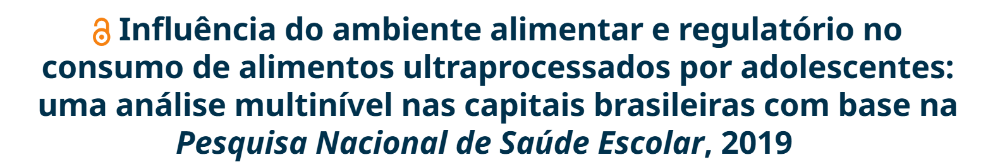 Influência do ambiente alimentar e regulatório no
consumo de alimentos ultraprocessados por adolescentes:
uma análise multinível nas capitais brasileiras com base na
Pesquisa Nacional de Saúde Escolar, 2019